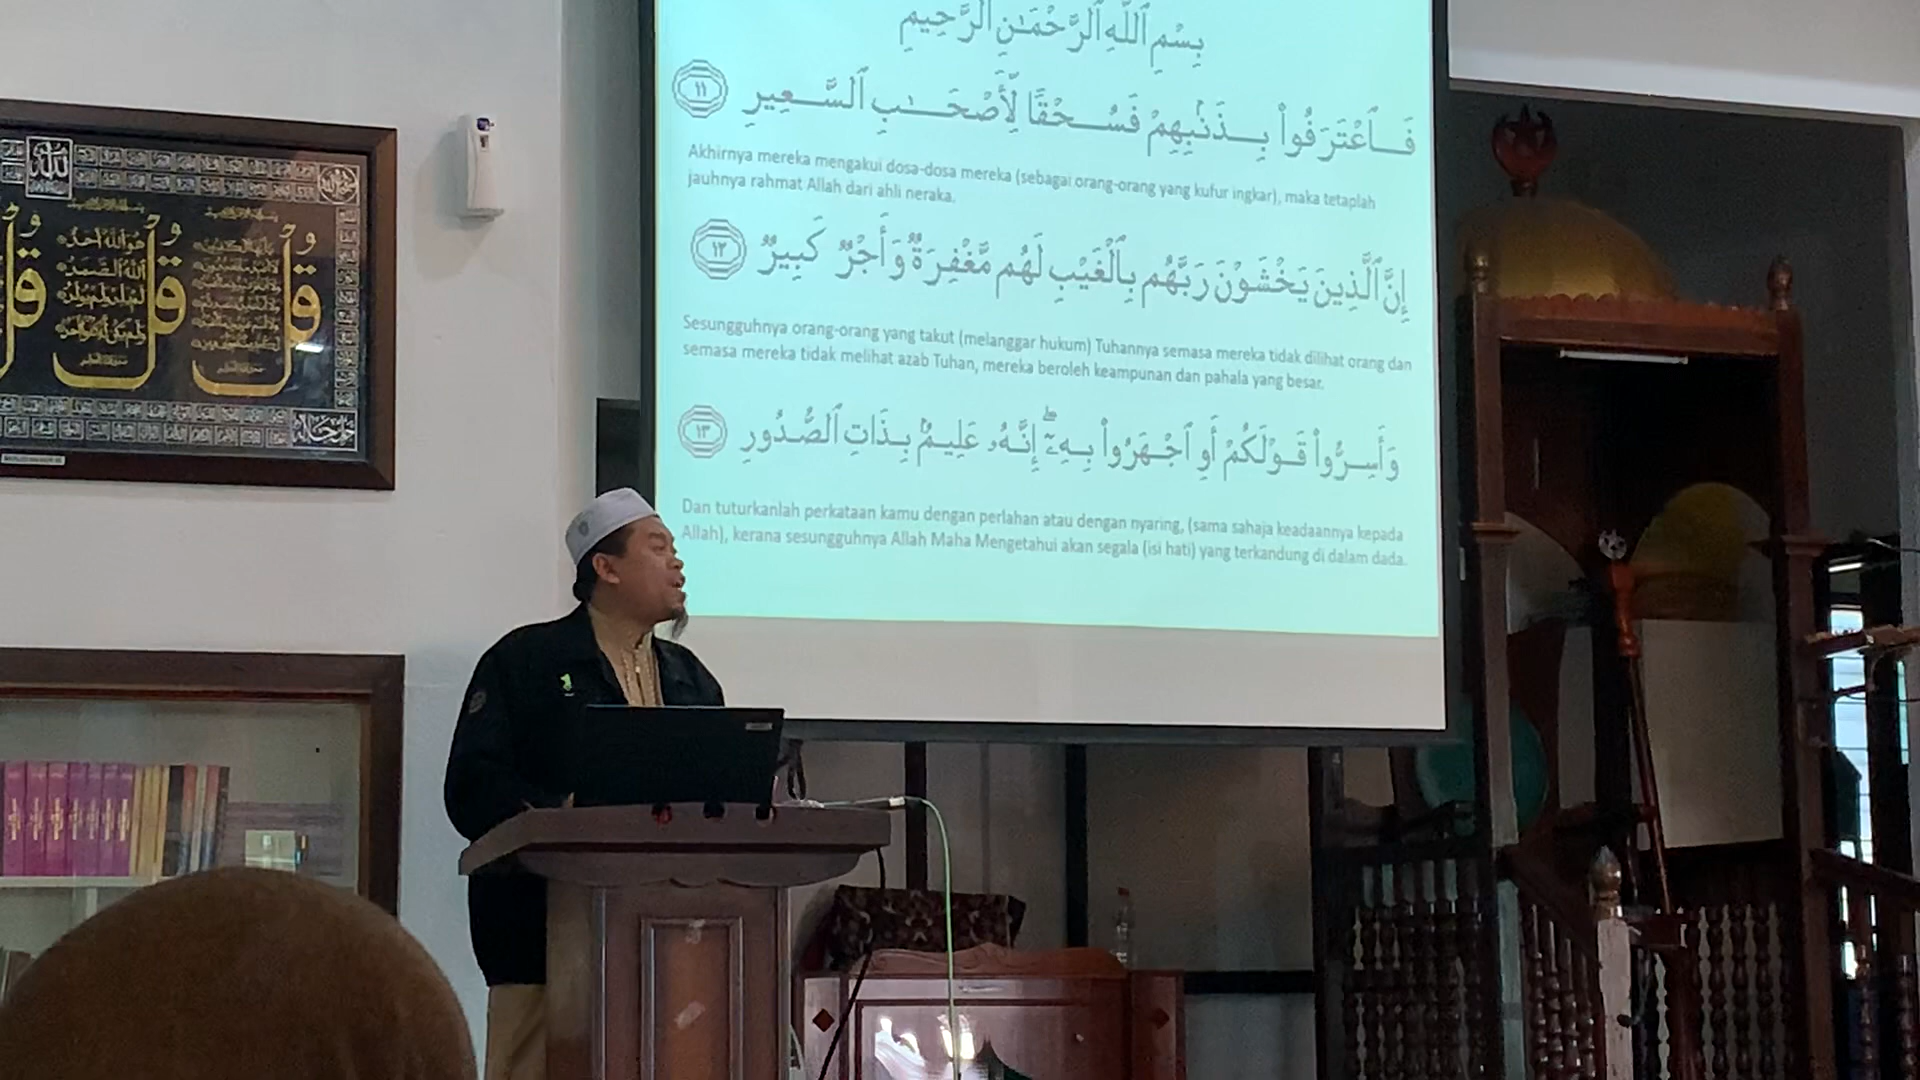 بِسْمِ ٱللَّهِ ٱلرَّحْمَـٰنِ ٱلرَّحِيمِ
فَٱعْتَرَفُوا۟ بِذَنۢبِهِمْ فَسُحْقًا لِّأَصْحَـٰبِ ٱلسَّعِيرِ ١١
Akhirnya mereka mengakui dosa-dosa mereka (sebagai orang-orang yang kufur ingkar), maka tetaplah
jauhnya rahmat Allah dari ahli neraka.
إِنَّ ٱلَّذِينَ يَخْشَوْنَ رَبَّهُم بِٱلْغَيْبِ لَهُم مَّغْفِرَةٌ وَأَجْرٌ كَبِيرٌ ١٢
Sesungguhnya orang-orang yang takut (melanggar hukum) Tuhannya semasa mereka tidak dilihat orang dan
semasa mereka tidak melihat azab Tuhan, mereka beroleh keampunan dan pahala yang besar.
وَأَسِرُّوا۟ قَوْلَكُمْ أَوِ ٱجْهَرُوا۟ بِهِۦٓ ۖ إِنَّهُۥ عَلِيمٌۢ بِذَاتِ ٱلصُّدُورِ ١٣
Dan tuturkanlah perkataan kamu dengan perlahan atau dengan nyaring, (sama sahaja keadaannya kepada
Allah), kerana sesungguhnya Allah Maha Mengetahui akan segala (isi hati) yang terkandung di dalam dada.
الله
قُلْ
هُوَ ٱللَّهُ أَحَدٌ
ٱللَّهُ ٱلصَّمَدُ
قُلْ
قُلْ